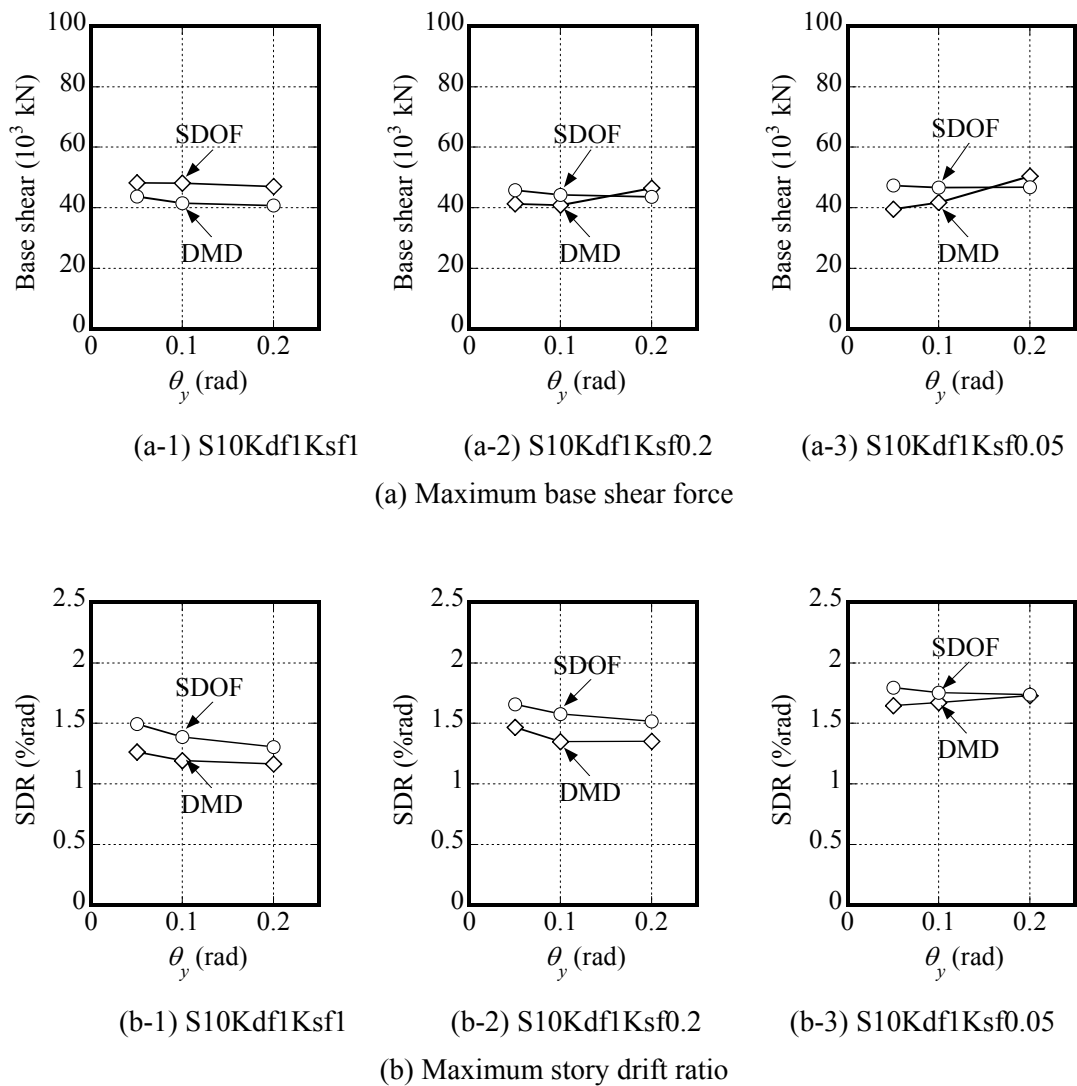 100
80
60
40
20
0
Base shear (10³ kN)
SDOF
DMD
0 0.1 0.2
θy (rad)
(a-1) S10Kdf1Ksf1
100
80
60
40
20
0
Base shear (10³ kN)
SDOF
DMD
0 0.1 0.2
θy (rad)
(a-2) S10Kdf1Ksf0.2
100
80
60
40
20
0
Base shear (10³ kN)
SDOF
DMD
0 0.1 0.2
θy (rad)
(a-3) S10Kdf1Ksf0.05
(a) Maximum base shear force
2.5
2
1.5
1
0.5
0
SDR (%rad)
SDOF
DMD
0 0.1 0.2
θy (rad)
(b-1) S10Kdf1Ksf1
2.5
2
1.5
1
0.5
0
SDR (%rad)
SDOF
DMD
0 0.1 0.2
θy (rad)
(b-2) S10Kdf1Ksf0.2
2.5
2
1.5
1
0.5
0
SDR (%rad)
SDOF
DMD
0 0.1 0.2
θy (rad)
(b-3) S10Kdf1Ksf0.05
(b) Maximum story drift ratio